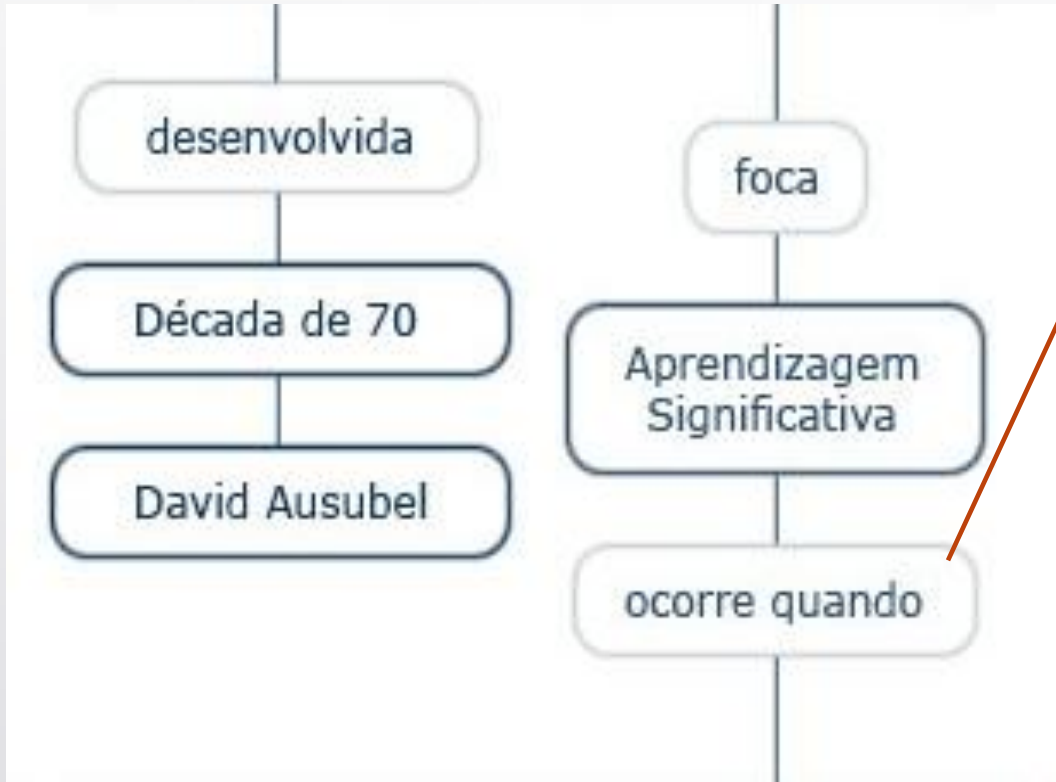 desenvolvida
Década de 70
David Ausubel
foca
Aprendizagem
Significativa
ocorre quando